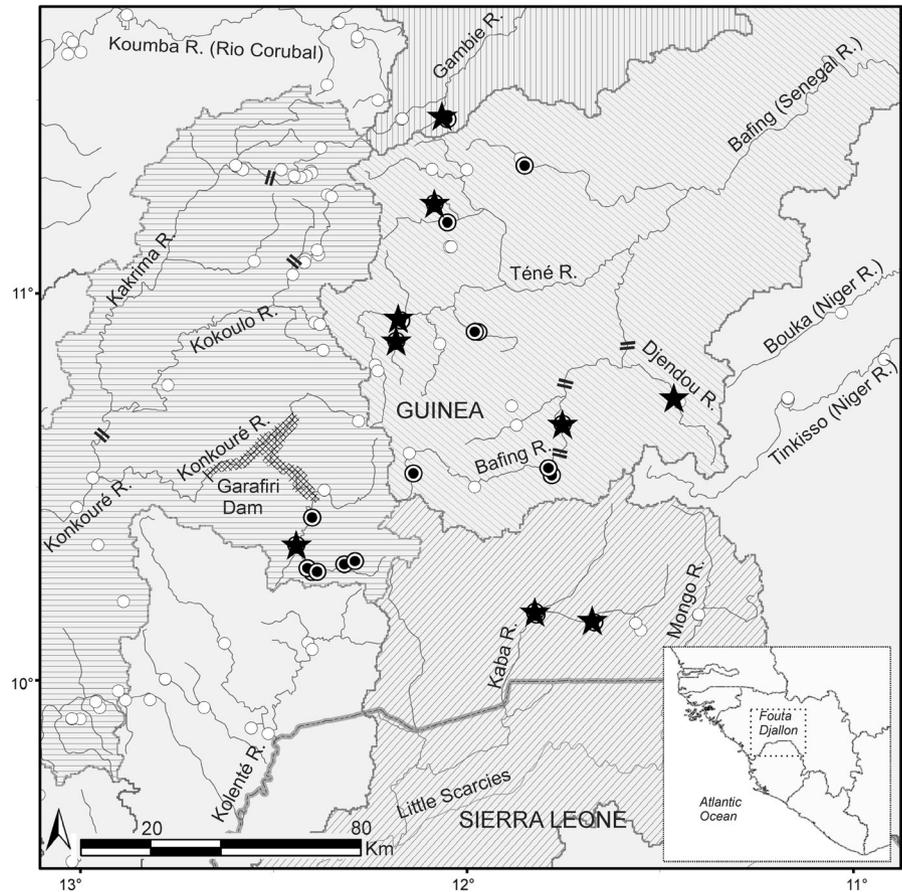 Koumba R. (Rio Corubal)
Gambie R.
Bafing (Senegal R.)
Kakrima R.
11°
Téné R.
Kokoulo R.
Bouka (Niger R.)
Djendou R.
GUINEA
Tinkisso (Niger R.)
Konkouré R.
Bafing R.
Garafiri
Dam
Konkouré R.
Mongo R.
Kaba R.
10°
Fouta
Djallon
Kolenté R.
Little Scarcies
Atlantic
Ocean
SIERRA LEONE
20
80
Km
13°
12°
11°